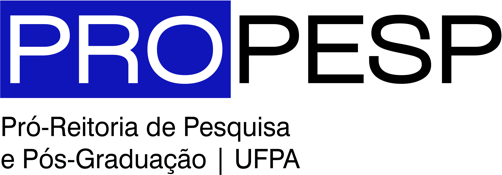 PROPESP
Pró-Reitoria de Pesquisa
e Pós-Graduação | UFPA